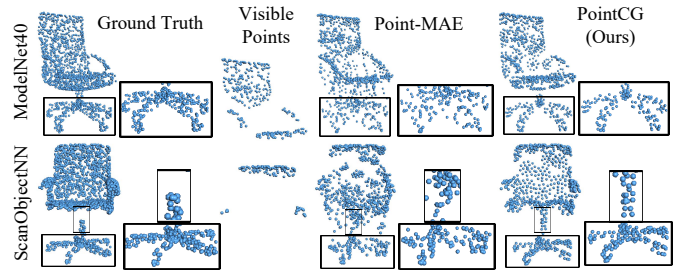 Ground Truth
Visible
Points
Point-MAE
PointCG
(Ours)
ModelNet40
ScanObjectNN